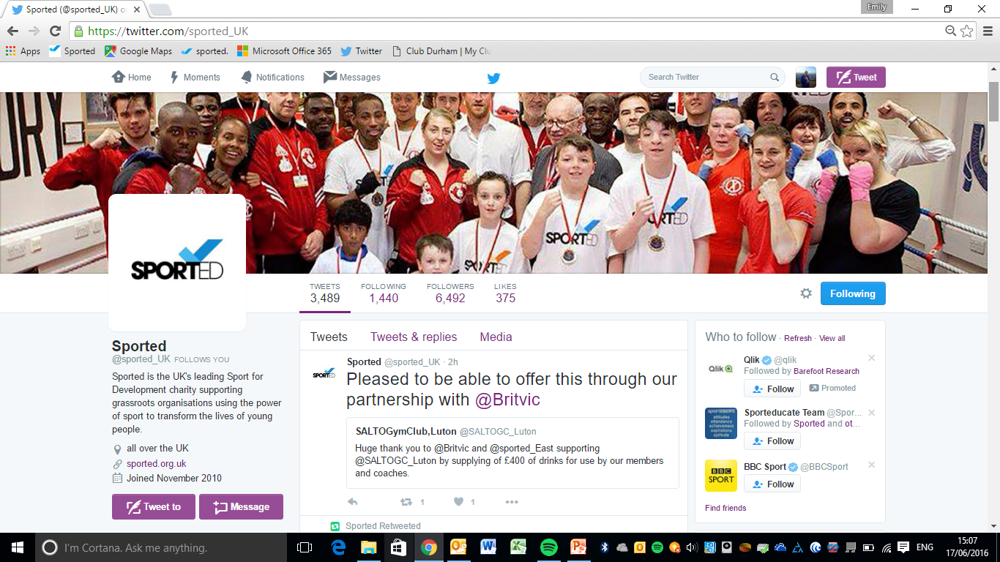 Sported (@sported_UK) o
Emily
https://twitter.com/sported_UK
Apps Sported Google Maps sported. Microsoft Office 365 Twitter Club Durham | My Clu
Home Moments Notifications Messages Search Twitter Tweet
ORY
SPORTED
SPORTED
SPORTED
TWEETS FOLLOWING FOLLOWERS LIKES
3,489 1,440 6,492 375
Following
Sported
@sported_UK FOLLOWS YOU
Sported is the UK's leading Sport for
Development charity supporting
grassroots organisations using the power
of sport to transform the lives of young
people.
all over the UK
sported.org.uk
Joined November 2010
Tweet to Message
Tweets Tweets & replies Media
SPORTED
Sported @sported_UK · 2h
Pleased to be able to offer this through our
partnership with @Britvic
SALTOGymClub,Luton @SALTOGC_Luton
Huge thank you to @Britvic and @sported_East supporting
@SALTOGC_Luton by supplying of £400 of drinks for use by our members
and coaches.
1 1
Sported Retweeted
Who to follow · Refresh · View all
Qlik
Qlik @qlik
Followed by Barefoot Research
Follow Promoted
sportEDUCATE
attitudes
attendance
achievement
aspirations
aptitude
Sporteducate Team @Spor...
Followed by Sported and ot...
Follow
BBC
SPORT
BBC Sport @BBCSport
Follow
Find friends
I'm Cortana. Ask me anything.
ENG
15:07
17/06/2016